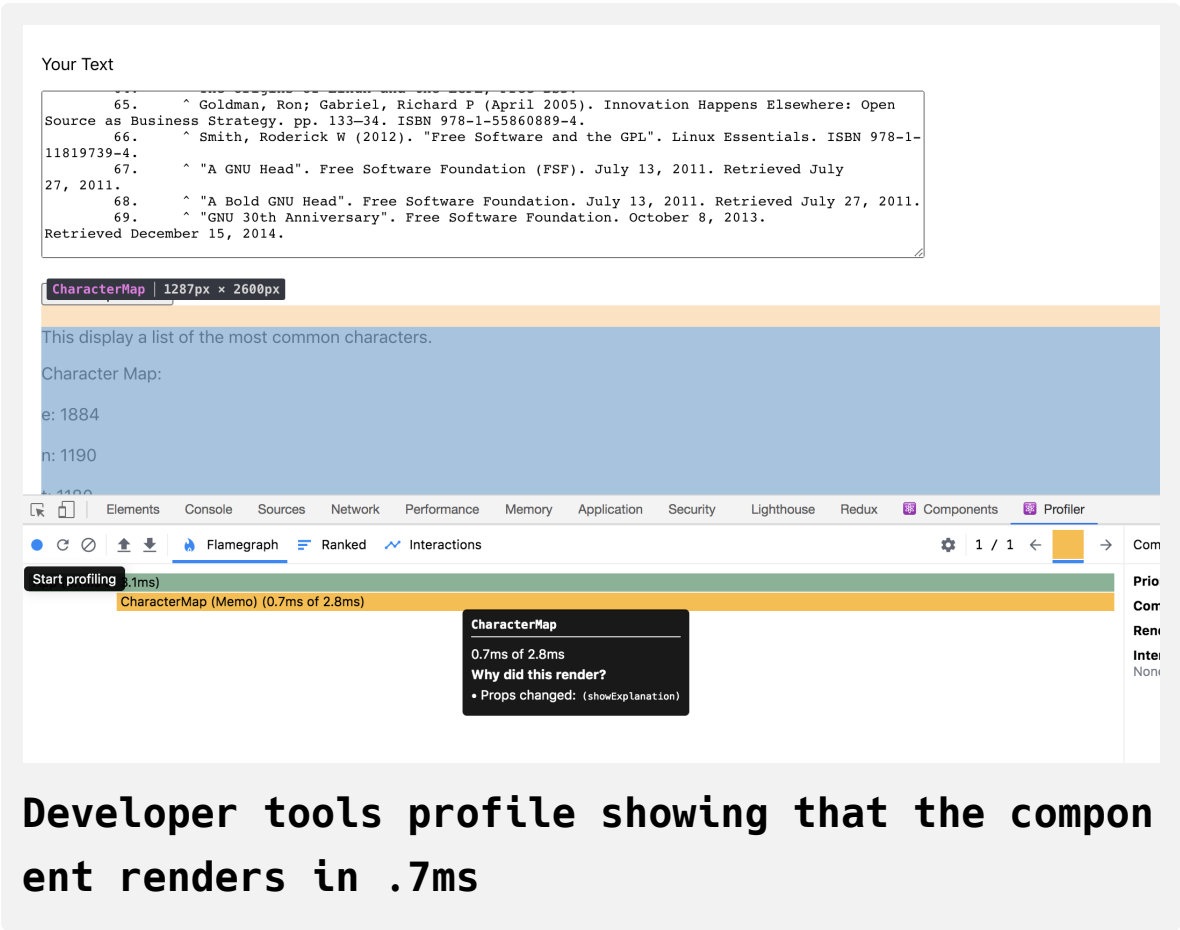 Your Text
65. ^ Goldman, Ron; Gabriel, Richard P (April 2005). Innovation Happens Elsewhere: Open
Source as Business Strategy. pp. 133–34. ISBN 978-1-55860889-4.
66. ^ Smith, Roderick W (2012). "Free Software and the GPL". Linux Essentials. ISBN 978-1-
11819739-4.
67. ^ "A GNU Head". Free Software Foundation (FSF). July 13, 2011. Retrieved July
27, 2011.
68. ^ "A Bold GNU Head". Free Software Foundation. July 13, 2011. Retrieved July 27, 2011.
69. ^ "GNU 30th Anniversary". Free Software Foundation. October 8, 2013.
Retrieved December 15, 2014.
CharacterMap | 1287px × 2600px
This display a list of the most common characters.
Character Map:
e: 1884
n: 1190
t: 1180
Elements Console Sources Network Performance Memory Application Security Lighthouse Redux Components Profiler
Flamegraph Ranked Interactions 1 / 1 Com
Start profiling .1ms) Prio
CharacterMap (Memo) (0.7ms of 2.8ms) Com
CharacterMap Rend
0.7ms of 2.8ms Inter
Why did this render? None
• Props changed: (showExplanation)
Developer tools profile showing that the compon
ent renders in .7ms